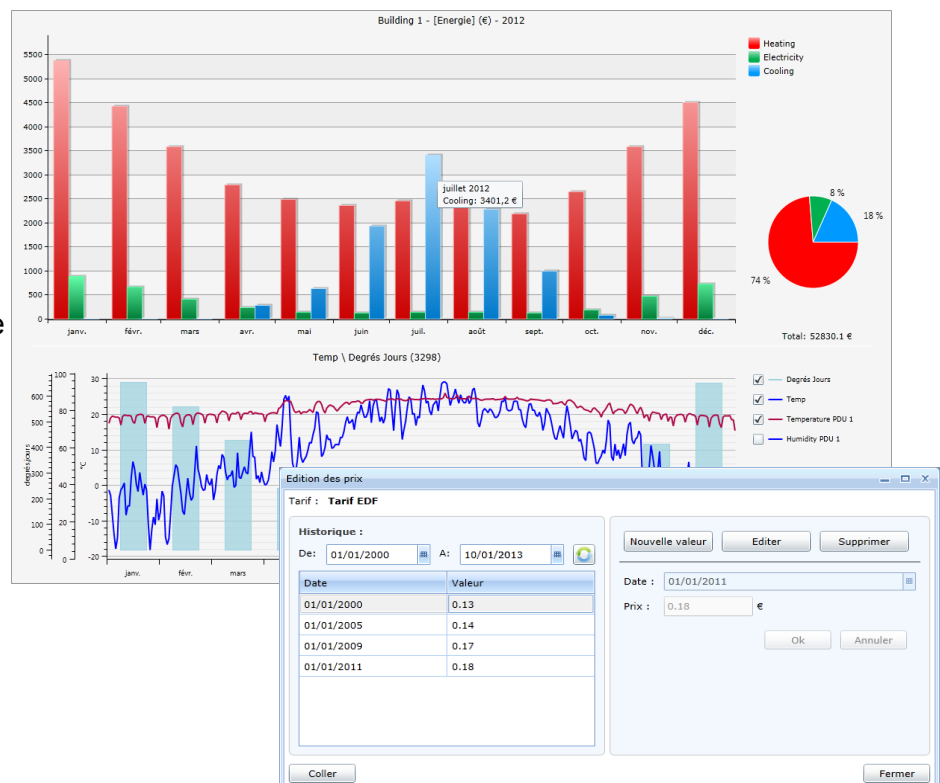 Building 1 - [Energie] (€) - 2012
5500
5000
4500
4000
3500
3000
2500
2000
1500
1000
500
0
janv. févr. mars avr. mai juin juil. août sept. oct. nov. déc.
juillet 2012
Cooling: 3401,2 €
Heating
Electricity
Cooling
8 %
18 %
74 %
Total: 52830.1 €
e
Temp \ Degrés Jours (3298)
degrés jours
600
500
400
300
200
100
0
100
80
60
40
20
0
°C
30
20
10
0
-10
-20
janv. févr. mars
Degrés Jours
Temp
Temperature PDU 1
Humidity PDU 1
Edition des prix
Tarif : Tarif EDF
Historique :
De: 01/01/2000 A: 10/01/2013
Date Valeur
01/01/2000 0.13
01/01/2005 0.14
01/01/2009 0.17
01/01/2011 0.18
Nouvelle valeur Editer Supprimer
Date : 01/01/2011
Prix : 0.18 €
Ok Annuler
Coller Fermer